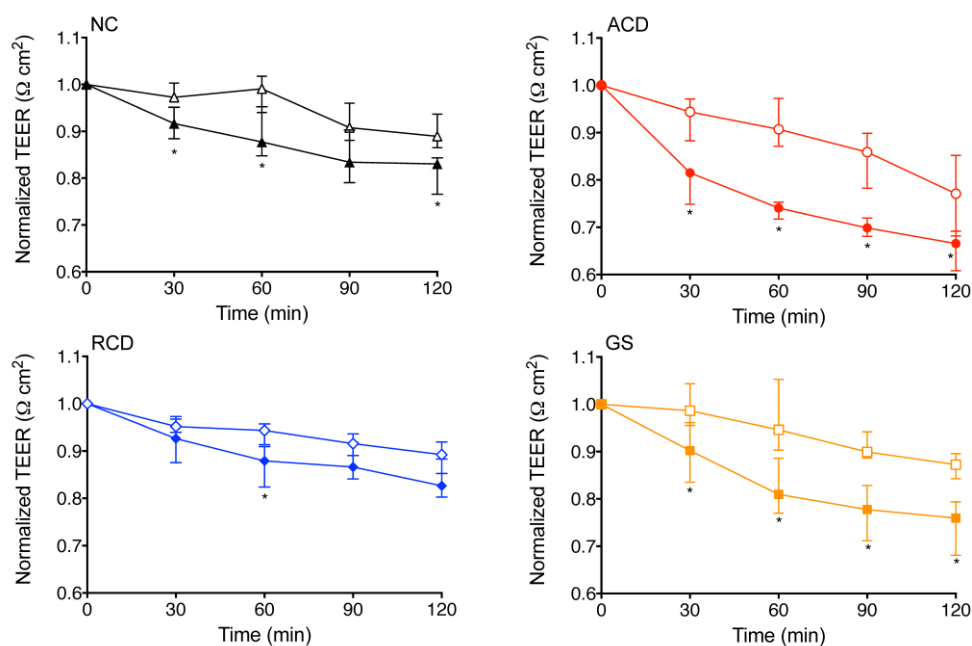 NC
1.1
1.0
0.9
0.8
0.7
0.6
Normalized TEER (Ω cm²)
* * *
0 30 60 90 120
Time (min)
ACD
1.1
1.0
0.9
0.8
0.7
0.6
Normalized TEER (Ω cm²)
* * * *
0 30 60 90 120
Time (min)
RCD
1.1
1.0
0.9
0.8
0.7
0.6
Normalized TEER (Ω cm²)
*
0 30 60 90 120
Time (min)
GS
1.1
1.0
0.9
0.8
0.7
0.6
Normalized TEER (Ω cm²)
* * * *
0 30 60 90 120
Time (min)